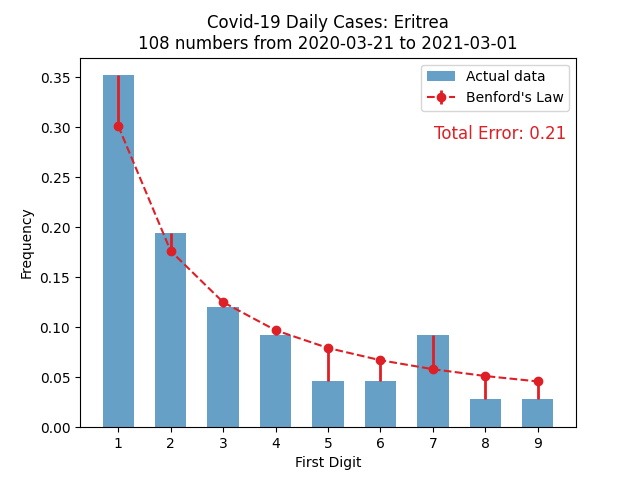 Covid-19 Daily Cases: Eritrea
108 numbers from 2020-03-21 to 2021-03-01
Actual data
Benford's Law
Total Error: 0.21
Frequency
0.35
0.30
0.25
0.20
0.15
0.10
0.05
0.00
1 2 3 4 5 6 7 8 9
First Digit